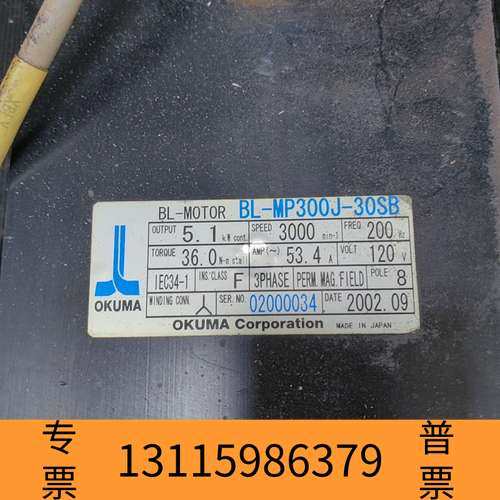 BL-MOTOR BL-MP300J-30SB
OUTPUT 5.1 kW cont. SPEED 3000 min-1 FREQ 200 Hz
TORQUE 36.0 N-m stall AMP(~) 53.4 A VOLT 120 V
IEC34-1 INS.CLASS F 3PHASE PERM.MAG.FIELD POLE 8
WINDING CONN. SER.NO. 02000034 DATE 2002.09
OKUMA
OKUMA Corporation MADE IN JAPAN
专票 13115986379 普票